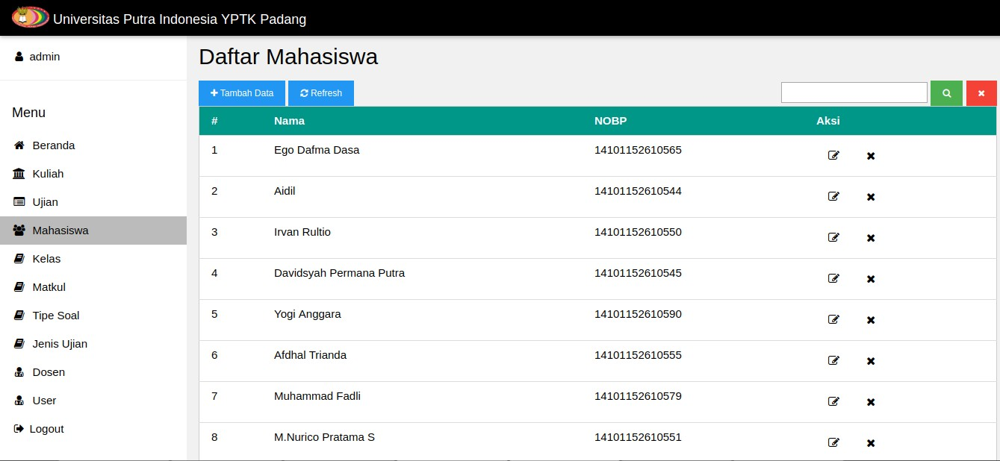 Universitas Putra Indonesia YPTK Padang
admin
Menu
Beranda
Kuliah
Ujian
Mahasiswa
Kelas
Matkul
Tipe Soal
Jenis Ujian
Dosen
User
Logout
Daftar Mahasiswa
Tambah Data Refresh
# Nama NOBP Aksi
1 Ego Dafma Dasa 14101152610565
2 Aidil 14101152610544
3 Irvan Rultio 14101152610550
4 Davidsyah Permana Putra 14101152610545
5 Yogi Anggara 14101152610590
6 Afdhal Trianda 14101152610555
7 Muhammad Fadli 14101152610579
8 M.Nurico Pratama S 14101152610551